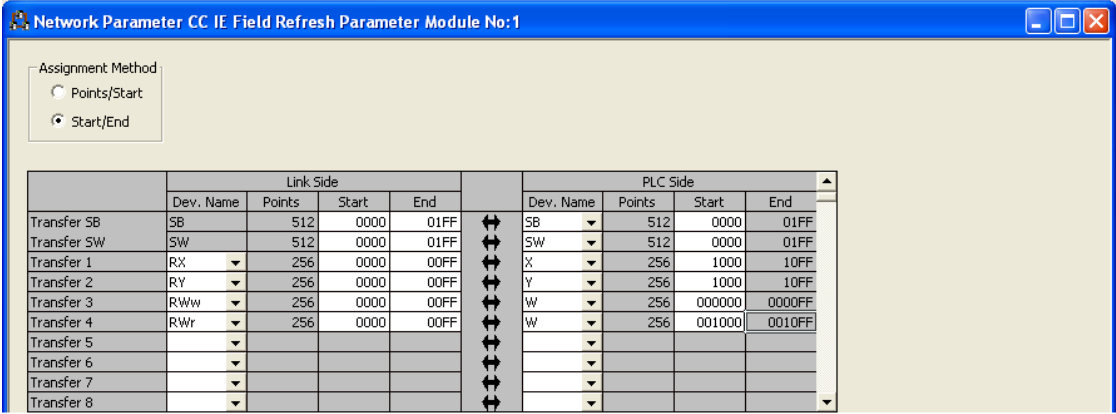 Network Parameter CC IE Field Refresh Parameter Module No:1
Assignment Method
Points/Start
Start/End
Link Side PLC Side
Dev. Name Points Start End Dev. Name Points Start End
Transfer SB SB 512 0000 01FF SB 512 0000 01FF
Transfer SW SW 512 0000 01FF SW 512 0000 01FF
Transfer 1 RX 256 0000 00FF X 256 1000 10FF
Transfer 2 RY 256 0000 00FF Y 256 1000 10FF
Transfer 3 RWw 256 0000 00FF W 256 000000 0000FF
Transfer 4 RWr 256 0000 00FF W 256 001000 0010FF
Transfer 5
Transfer 6
Transfer 7
Transfer 8